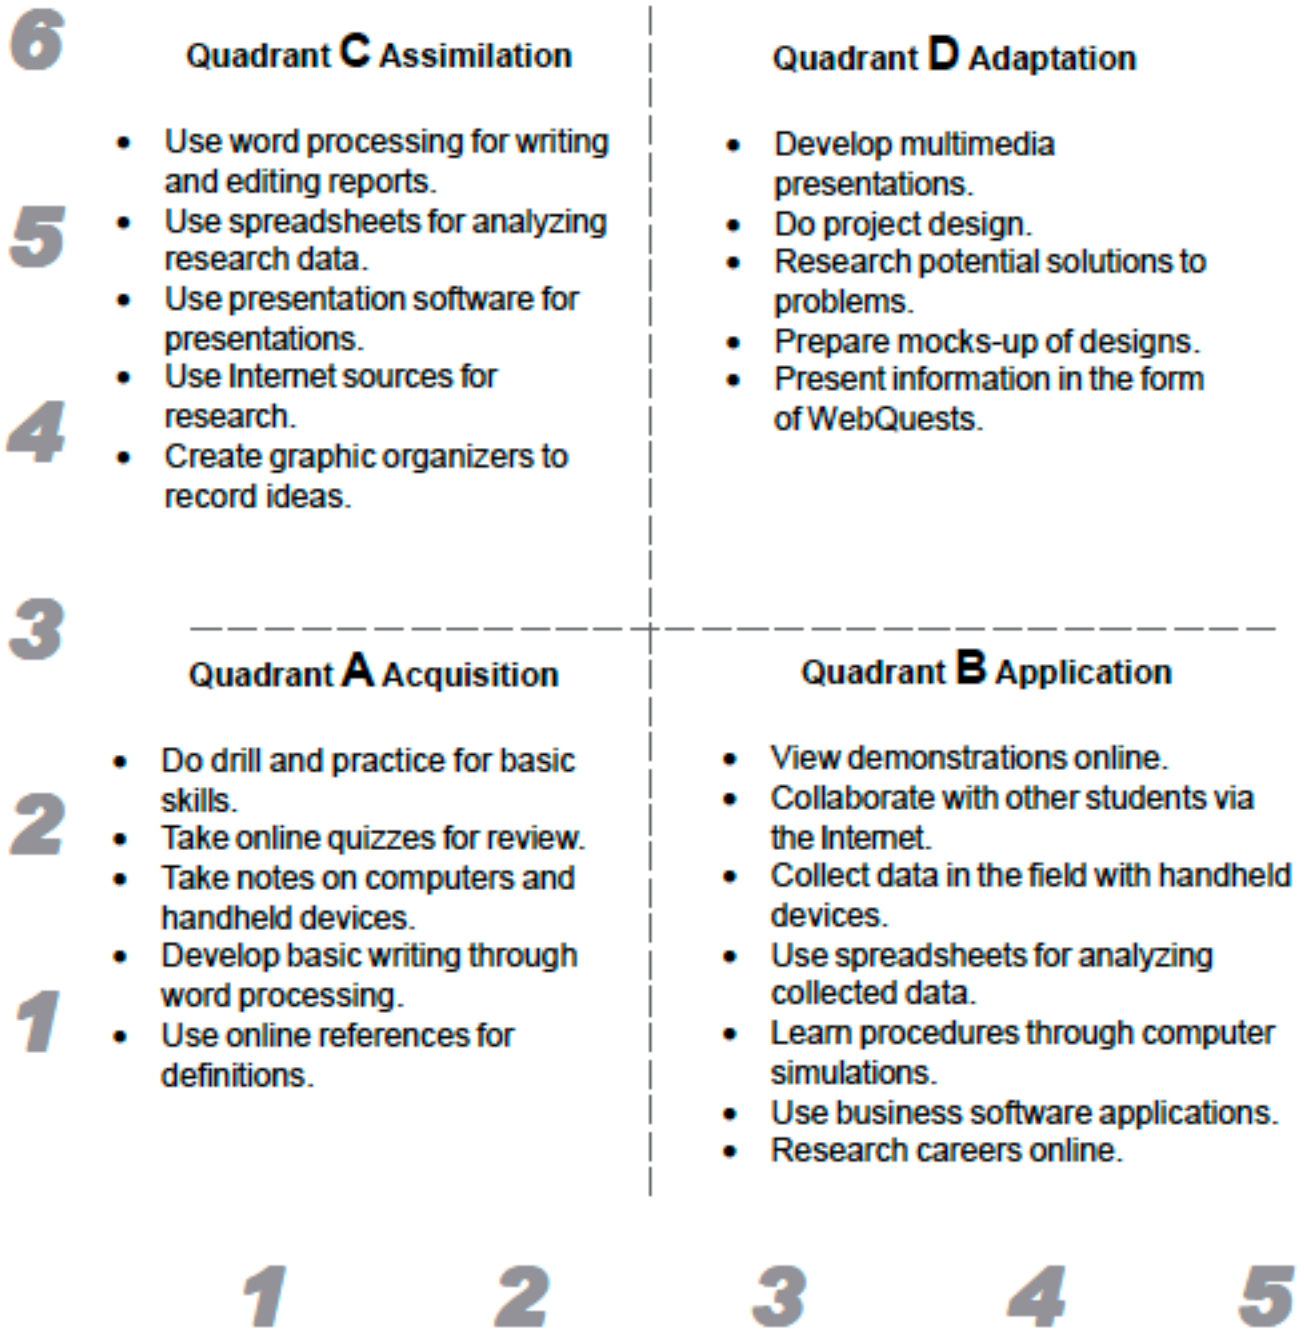 6
Quadrant C Assimilation
• Use word processing for writing
and editing reports.
5
• Use spreadsheets for analyzing
research data.
• Use presentation software for
presentations.
• Use Internet sources for
research.
4
• Create graphic organizers to
record ideas.
Quadrant D Adaptation
• Develop multimedia
presentations.
• Do project design.
• Research potential solutions to
problems.
• Prepare mocks-up of designs.
• Present information in the form
of WebQuests.
3
Quadrant A Acquisition
• Do drill and practice for basic
skills.
2
• Take online quizzes for review.
• Take notes on computers and
handheld devices.
• Develop basic writing through
word processing.
1
• Use online references for
definitions.
Quadrant B Application
• View demonstrations online.
• Collaborate with other students via
the Internet.
• Collect data in the field with handheld
devices.
• Use spreadsheets for analyzing
collected data.
• Learn procedures through computer
simulations.
• Use business software applications.
• Research careers online.
1 2 3 4 5